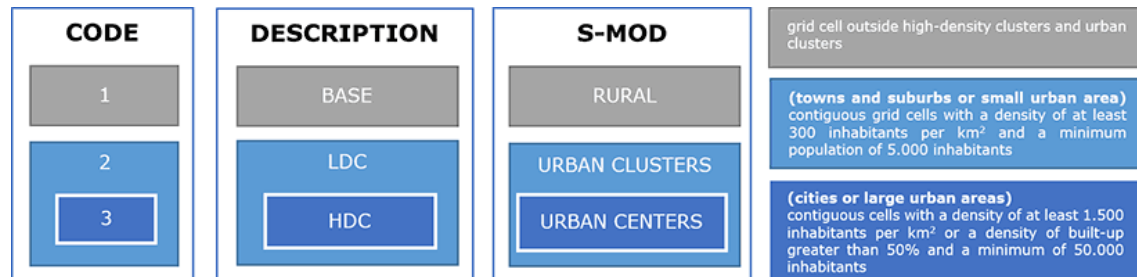 CODE
1
2
3
DESCRIPTION
BASE
LDC
HDC
S-MOD
RURAL
URBAN CLUSTERS
URBAN CENTERS
grid cell outside high-density clusters and urban
clusters
(towns and suburbs or small urban area)
contiguous grid cells with a density of at least
300 inhabitants per km² and a minimum
population of 5.000 inhabitants
(cities or large urban areas)
contiguous cells with a density of at least 1.500
inhabitants per km² or a density of built-up
greater than 50% and a minimum of 50.000
inhabitants